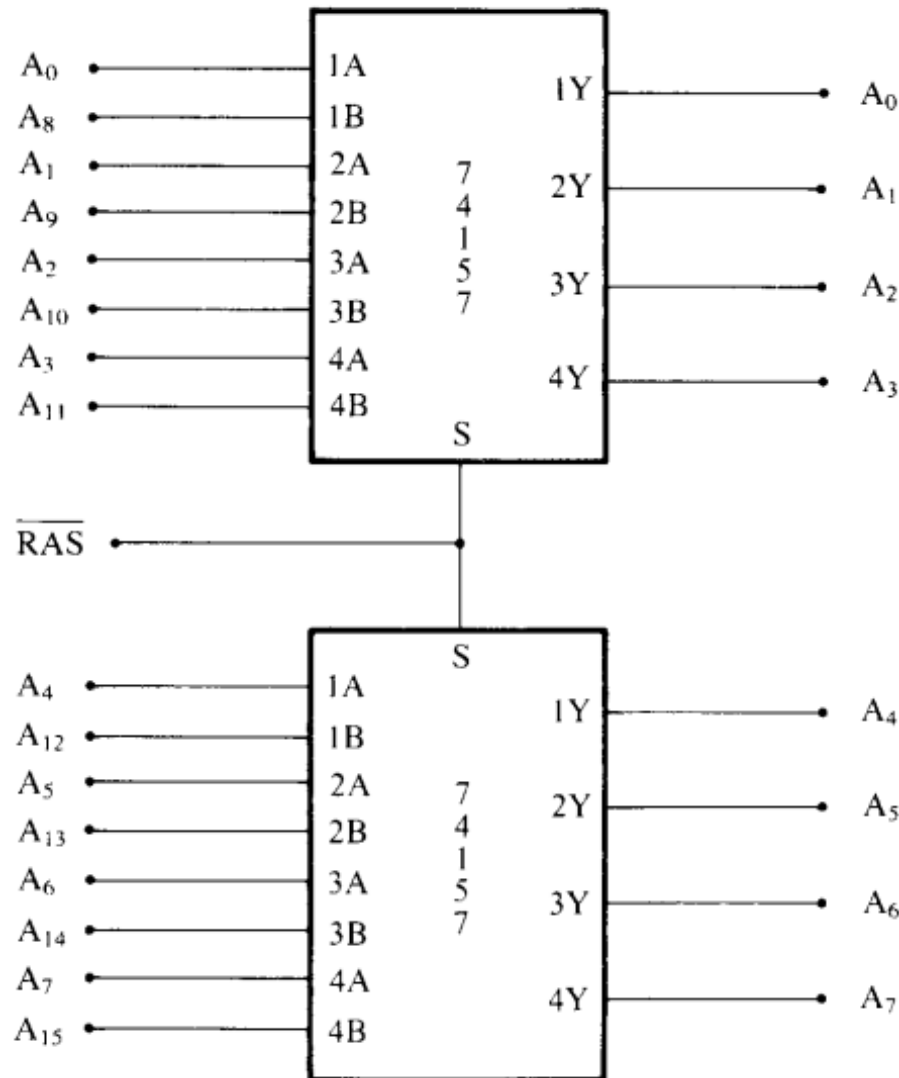 A₀ 1A
1Y A₀
A₈ 1B
A₁ 2A
2Y A₁
A₉ 2B
A₂ 3A
3Y A₂
A₁₀ 3B
A₃ 4A
4Y A₃
A₁₁ 4B
7
4
1
5
7
S
R̅A̅S̅
S
A₄ 1A
1Y A₄
A₁₂ 1B
A₅ 2A
2Y A₅
A₁₃ 2B
A₆ 3A
3Y A₆
A₁₄ 3B
A₇ 4A
4Y A₇
A₁₅ 4B
7
4
1
5
7